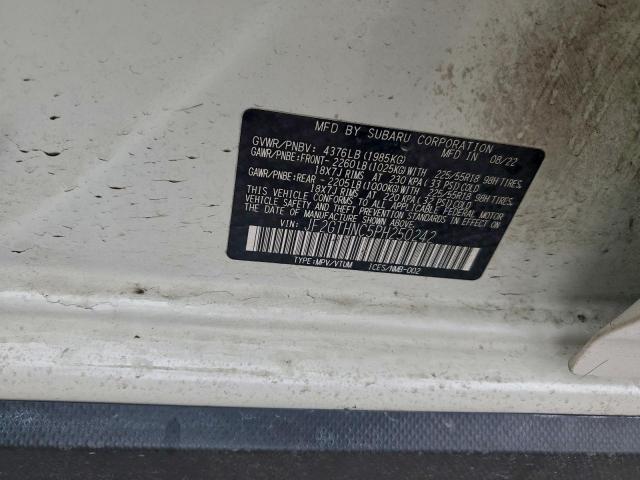 MFD BY SUBARU CORPORATION MFD IN 08/22
GVWR/PNBV: 4376LB(1985KG)
GAWR/PNBE:FRONT- 2260LB(1025KG)WITH 225/55R18 98H TIRES,
18X7J RIMS AT 230 KPA(33 PSI)COLD
GAWR/PNBE:REAR - 2205LB(1000KG)WITH 225/55R18 98H TIRES,
18X7J RIMS AT 220 KPA(32 PSI)COLD
THIS VEHICLE CONFORMS TO ALL APPLICABLE FEDERAL MOTOR
VEHICLE SAFETY AND THEFT PREVENTION STANDARDS IN EFFECT
ON THE DATE OF MANUFACTURE SHOWN ABOVE.
VIN: JF2GTHNC5PH250242
TYPE:MPV/VTUM 1CES/NMB-002